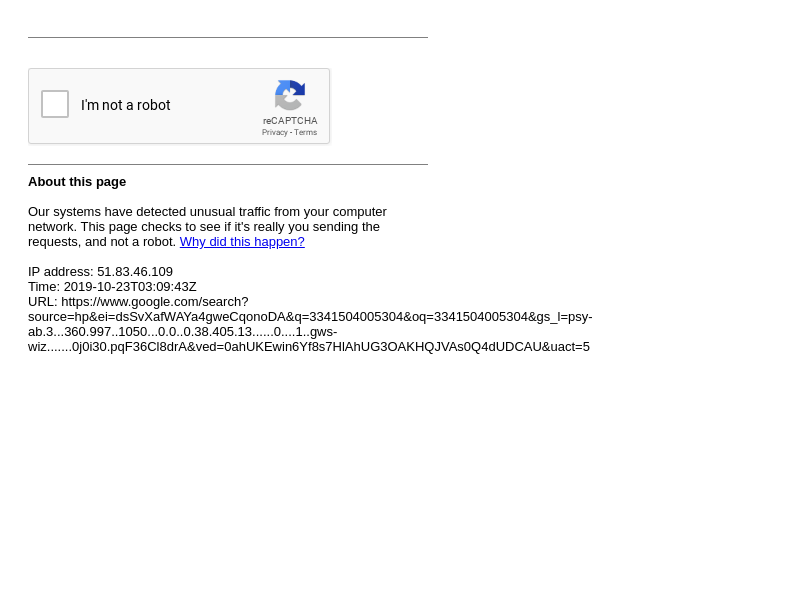 I'm not a robot
reCAPTCHA
Privacy - Terms
About this page
Our systems have detected unusual traffic from your computer
network. This page checks to see if it's really you sending the
requests, and not a robot. Why did this happen?
IP address: 51.83.46.109
Time: 2019-10-23T03:09:43Z
URL: https://www.google.com/search?
source=hp&ei=dsSvXafWAYa4gweCqonoDA&q=3341504005304&oq=3341504005304&gs_l=psy-
ab.3...360.997..1050...0.0..0.38.405.13......0....1..gws-
wiz.......0j0i30.pqF36Cl8drA&ved=0ahUKEwin6Yf8s7HlAhUG3OAKHQJVAs0Q4dUDCAU&uact=5